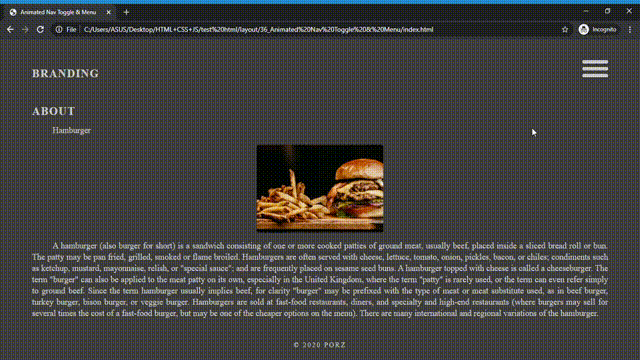 Animated Nav Toggle & Menu
File
C:/Users/ASUS/Desktop/HTML+CSS+JS/test%20html/layout/36_Animated%20Nav%20Toggle%20&%20Menu/index.html
Incognito
BRANDING
ABOUT
Hamburger
A hamburger (also burger for short) is a sandwich consisting of one or more cooked patties of ground meat, usually beef, placed inside a sliced bread roll or bun.
The patty may be pan fried, grilled, smoked or flame broiled. Hamburgers are often served with cheese, lettuce, tomato, onion, pickles, bacon, or chiles; condiments such
as ketchup, mustard, mayonnaise, relish, or "special sauce"; and are frequently placed on sesame seed buns. A hamburger topped with cheese is called a cheeseburger. The
term "burger" can also be applied to the meat patty on its own, especially in the United Kingdom, where the term "patty" is rarely used, or the term can even refer simply
to ground beef. Since the term hamburger usually implies beef, for clarity "burger" may be prefixed with the type of meat or meat substitute used, as in beef burger,
turkey burger, bison burger, or veggie burger. Hamburgers are sold at fast-food restaurants, diners, and specialty and high-end restaurants (where burgers may sell for
several times the cost of a fast-food burger, but may be one of the cheaper options on the menu). There are many international and regional variations of the hamburger.
© 2020 PORZ